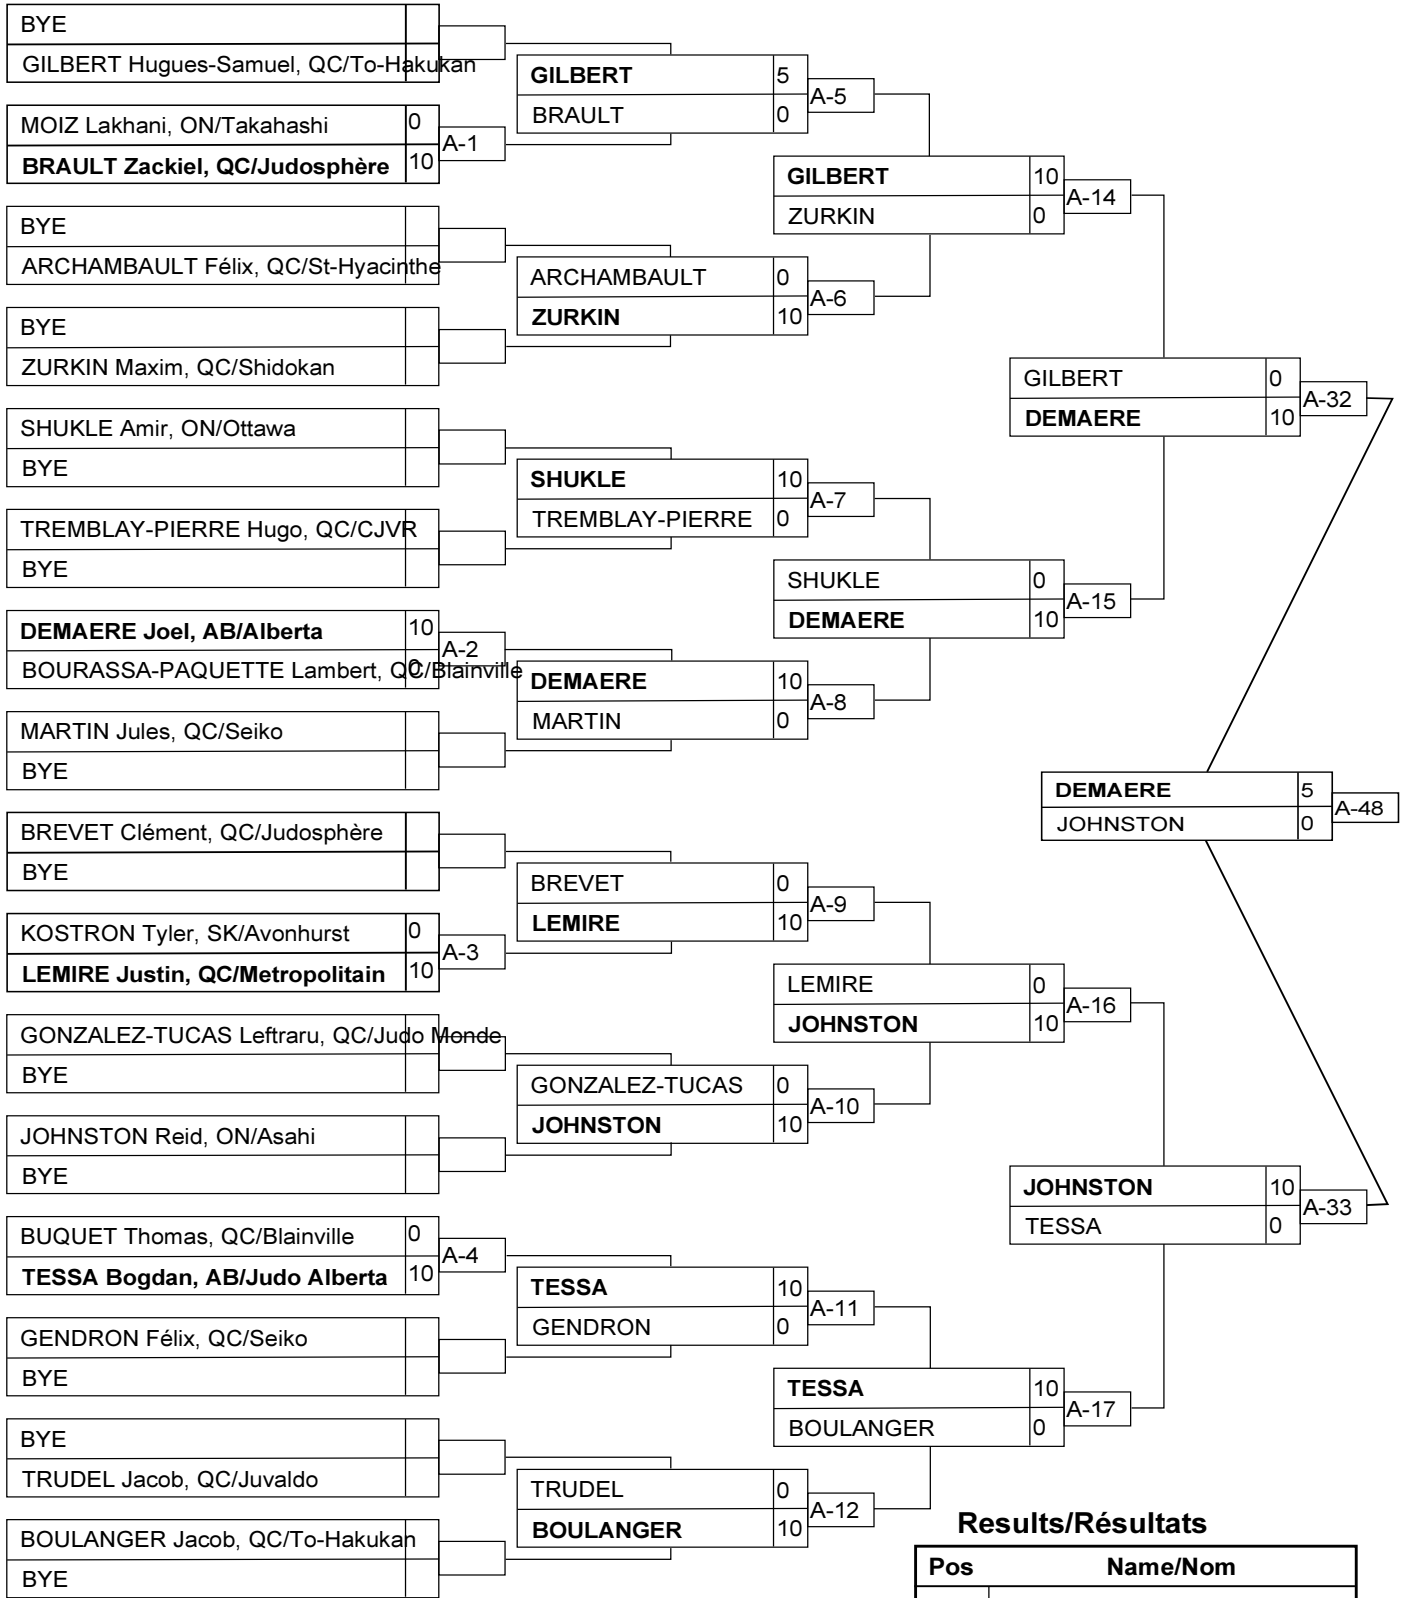 BYE
GILBERT Hugues-Samuel, QC/To-Hakukan
MOIZ Lakhani, ON/Takahashi 0
A-1
BRAULT Zackiel, QC/Judosphère 10
BYE
ARCHAMBAULT Félix, QC/St-Hyacinthe
BYE
ZURKIN Maxim, QC/Shidokan
SHUKLE Amir, ON/Ottawa
BYE
TREMBLAY-PIERRE Hugo, QC/CJVR
BYE
DEMAERE Joel, AB/Alberta 10
A-2
BOURASSA-PAQUETTE Lambert, QC/Blainville 0
MARTIN Jules, QC/Seiko
BYE
BREVET Clément, QC/Judosphère
BYE
KOSTRON Tyler, SK/Avonhurst 0
A-3
LEMIRE Justin, QC/Metropolitain 10
GONZALEZ-TUCAS Leftraru, QC/Judo Monde
BYE
JOHNSTON Reid, ON/Asahi
BYE
BUQUET Thomas, QC/Blainville 0
A-4
TESSA Bogdan, AB/Judo Alberta 10
GENDRON Félix, QC/Seiko
BYE
BYE
TRUDEL Jacob, QC/Juvaldo
BOULANGER Jacob, QC/To-Hakukan
BYE
GILBERT 5
A-5
BRAULT 0
ARCHAMBAULT 0
A-6
ZURKIN 10
SHUKLE 10
A-7
TREMBLAY-PIERRE 0
DEMAERE 10
A-8
MARTIN 0
BREVET 0
A-9
LEMIRE 10
GONZALEZ-TUCAS 0
A-10
JOHNSTON 10
TESSA 10
A-11
GENDRON 0
TRUDEL 0
A-12
BOULANGER 10
GILBERT 10
A-14
ZURKIN 0
SHUKLE 0
A-15
DEMAERE 10
LEMIRE 0
A-16
JOHNSTON 10
TESSA 10
A-17
BOULANGER 0
GILBERT 0
A-32
DEMAERE 10
JOHNSTON 10
A-33
TESSA 0
DEMAERE 5
A-48
JOHNSTON 0
Results/Résultats
Pos Name/Nom